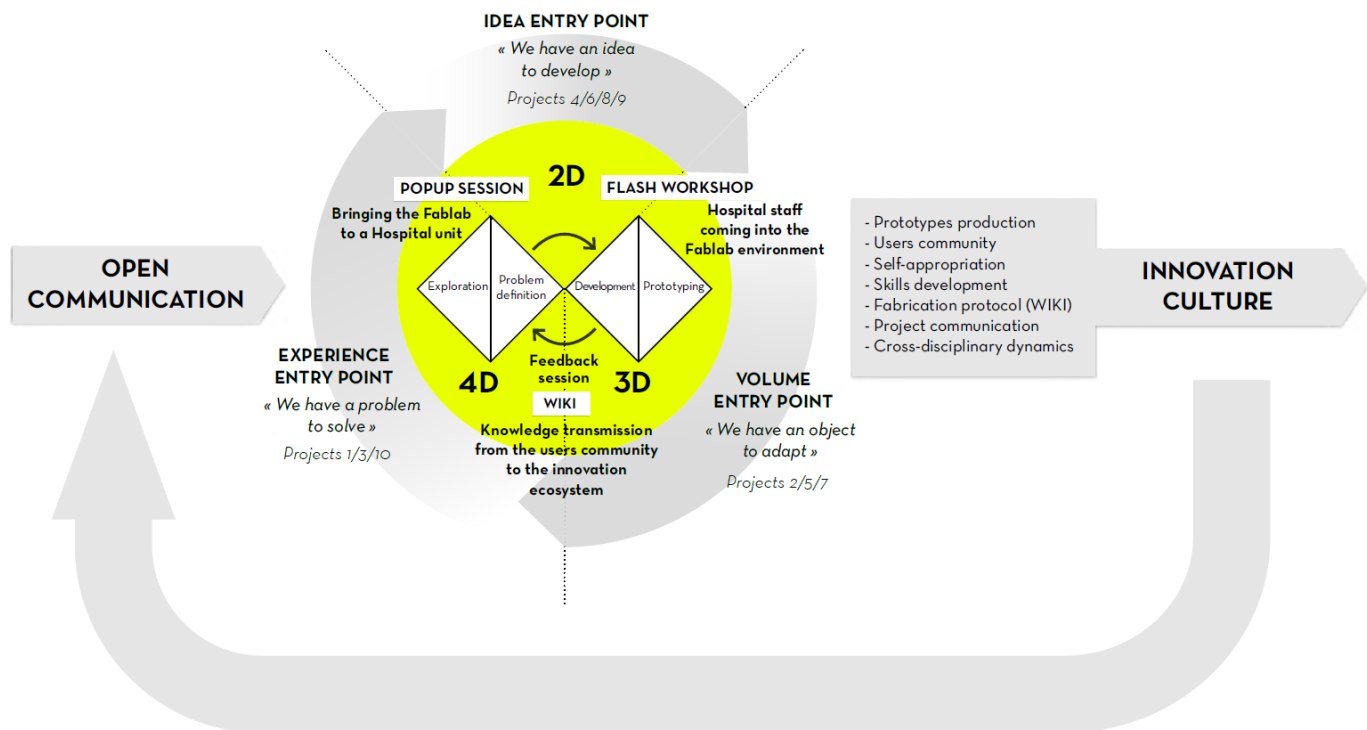 IDEA ENTRY POINT
« We have an idea
to develop »
Projects 4/6/8/9
2D
POPUP SESSION
Bringing the Fablab
to a Hospital unit
FLASH WORKSHOP
Hospital staff
coming into the
Fablab environment
OPEN
COMMUNICATION
Exploration
Problem
definition
Development
Prototyping
- Prototypes production
- Users community
- Self-appropriation
- Skills development
- Fabrication protocol (WIKI)
- Project communication
- Cross-disciplinary dynamics
INNOVATION
CULTURE
EXPERIENCE
ENTRY POINT
« We have a problem
to solve »
Projects 1/3/10
4D
Feedback
session
3D
WIKI
Knowledge transmission
from the users community
to the innovation
ecosystem
VOLUME
ENTRY POINT
« We have an object
to adapt »
Projects 2/5/7